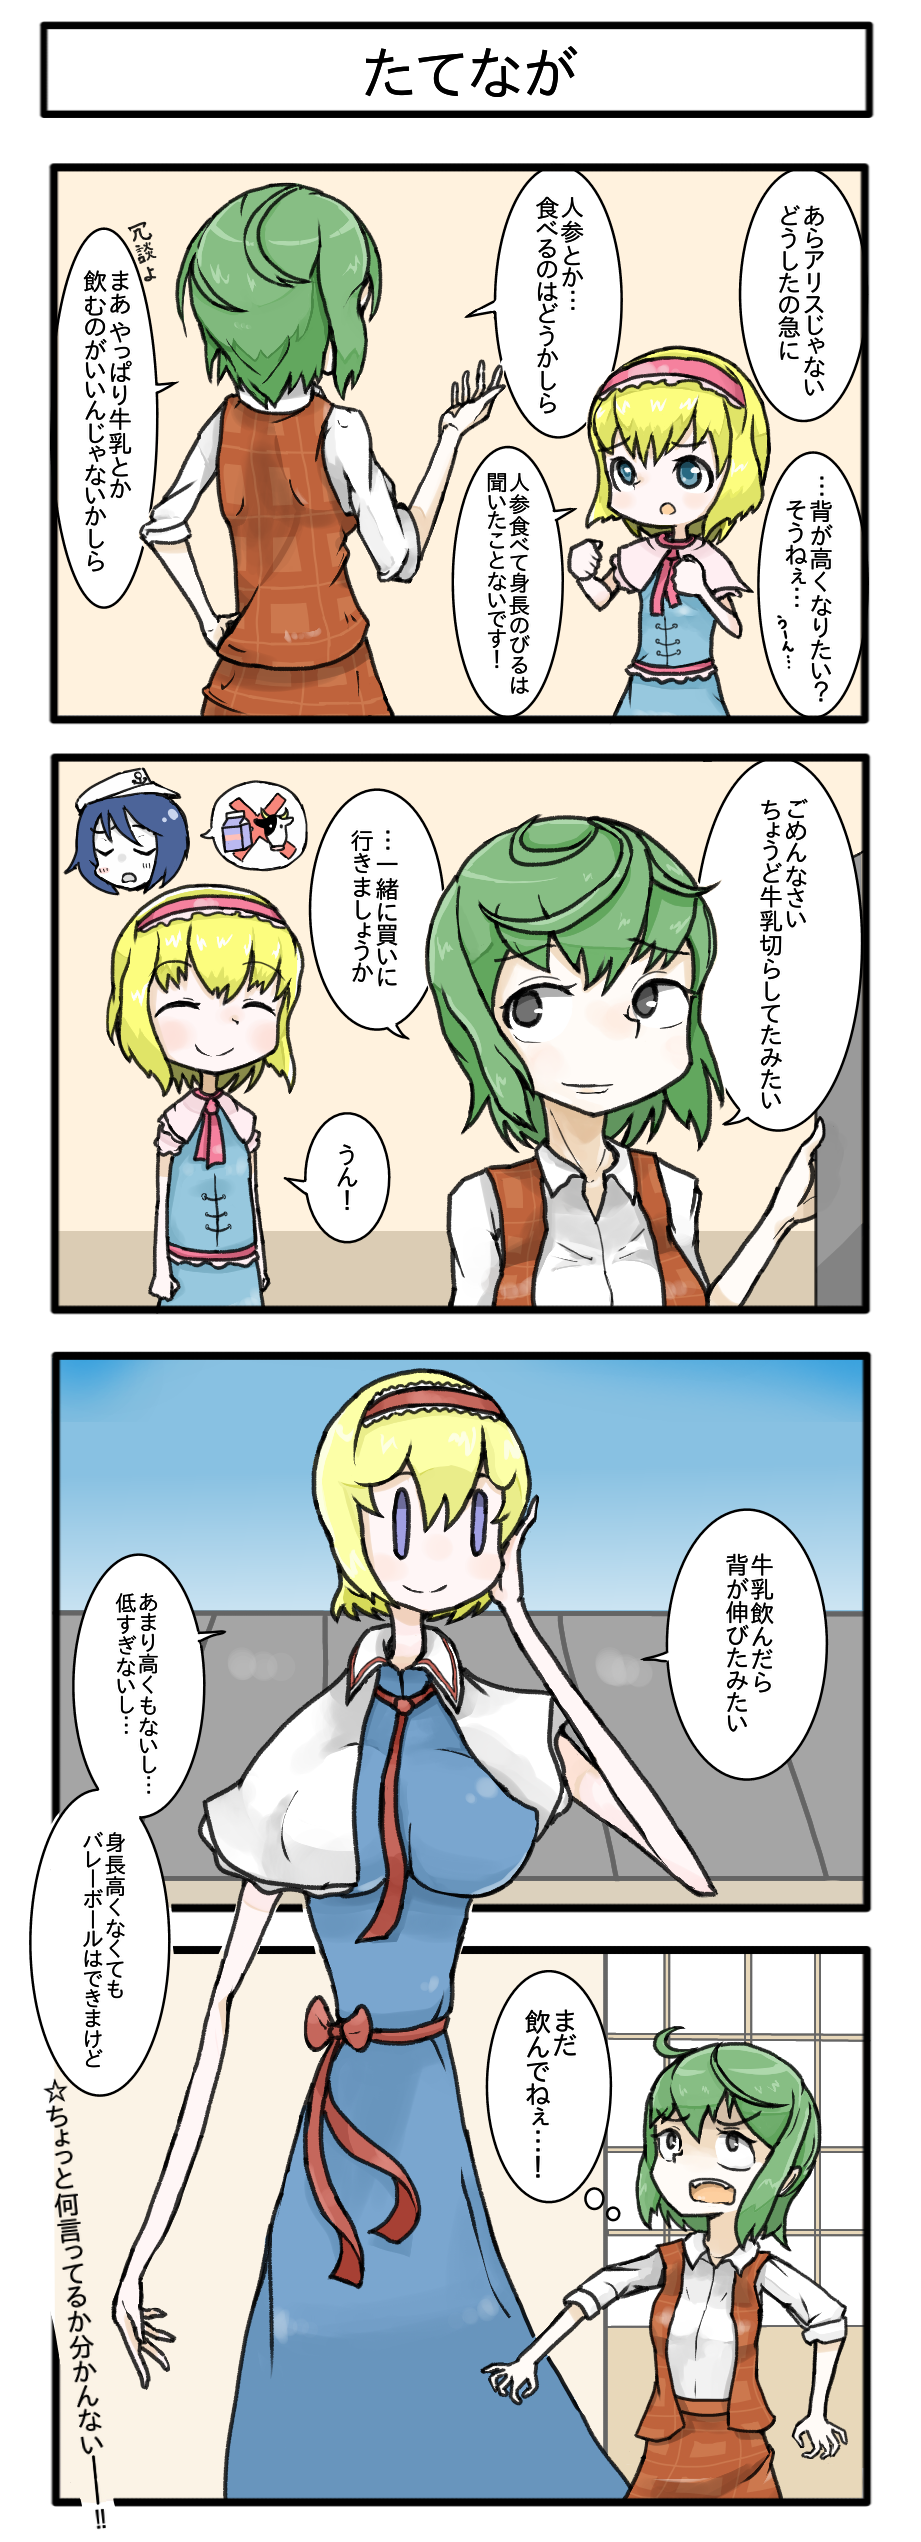 たてなが
あらアリスじゃない
どうしたの急に
…背が高くなりたい？
そうねぇ…
うーん…
人参とか…
食べるのはどうかしら
人参食べて身長のびるは
聞いたことないです！
冗談よ
まあ やっぱり牛乳とか
飲むのがいいんじゃないかしら
ごめんなさい
ちょうど牛乳切らしてたみたい
…一緒に買いに
行きましょうか
うん！
牛乳飲んだら
背が伸びたみたい
あまり高くもないし…
低すぎないし…
身長高くなくても
バレーボールはできまけど
☆ちょっと何言ってるか分かんない──!!
まだ
飲んでねぇ…！